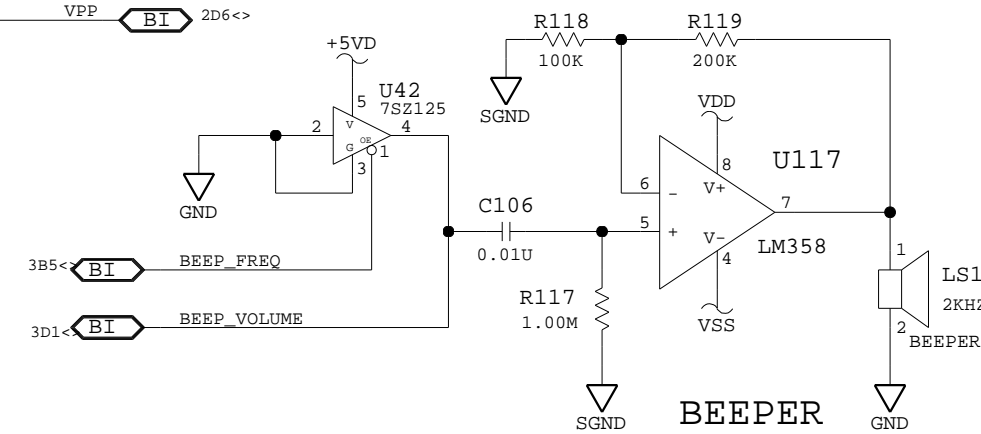 VPP BI 2D6<>
+5VD
U42
7SZ125
5
V
2
4
OE
G
1
3
GND
3B5<> BI BEEP_FREQ
3D1<> BI BEEP_VOLUME
C106
0.01U
R117
1.00M
SGND
R118
100K
R119
200K
SGND
VDD
8
U117
6
-
V+
7
5
+
V-
LM358
4
VSS
1
LS1
2KHZ
2
BEEPER
GND
BEEPER